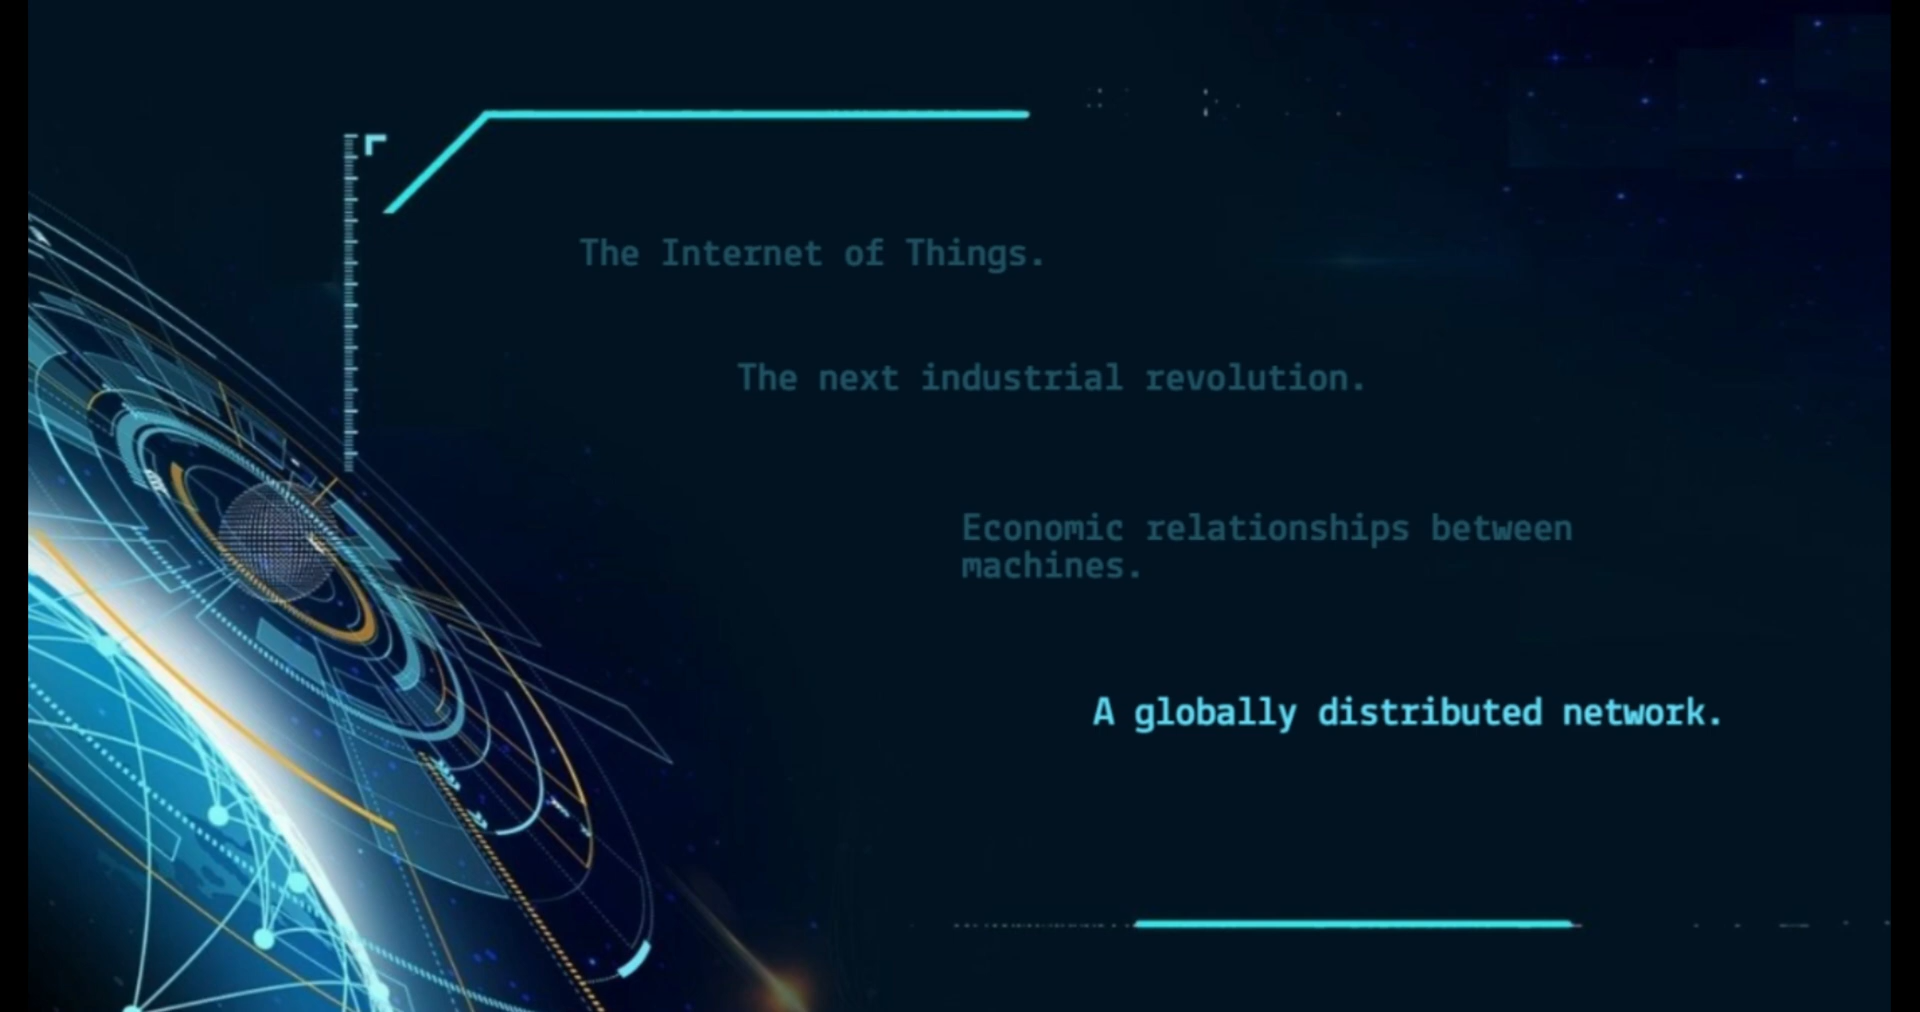 The Internet of Things.
The next industrial revolution.
Economic relationships between
machines.
A globally distributed network.